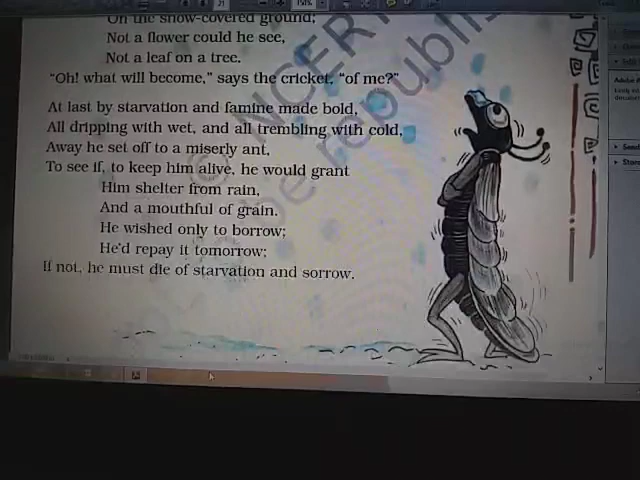 On the snow-covered ground;
Not a flower could he see,
Not a leaf on a tree.
“Oh! what will become,” says the cricket, “of me?”
At last by starvation and famine made bold,
All dripping with wet, and all trembling with cold,
Away he set off to a miserly ant,
To see if, to keep him alive, he would grant
Him shelter from rain,
And a mouthful of grain.
He wished only to borrow;
He'd repay it tomorrow;
If not, he must die of starvation and sorrow.
© NCERT
be republis